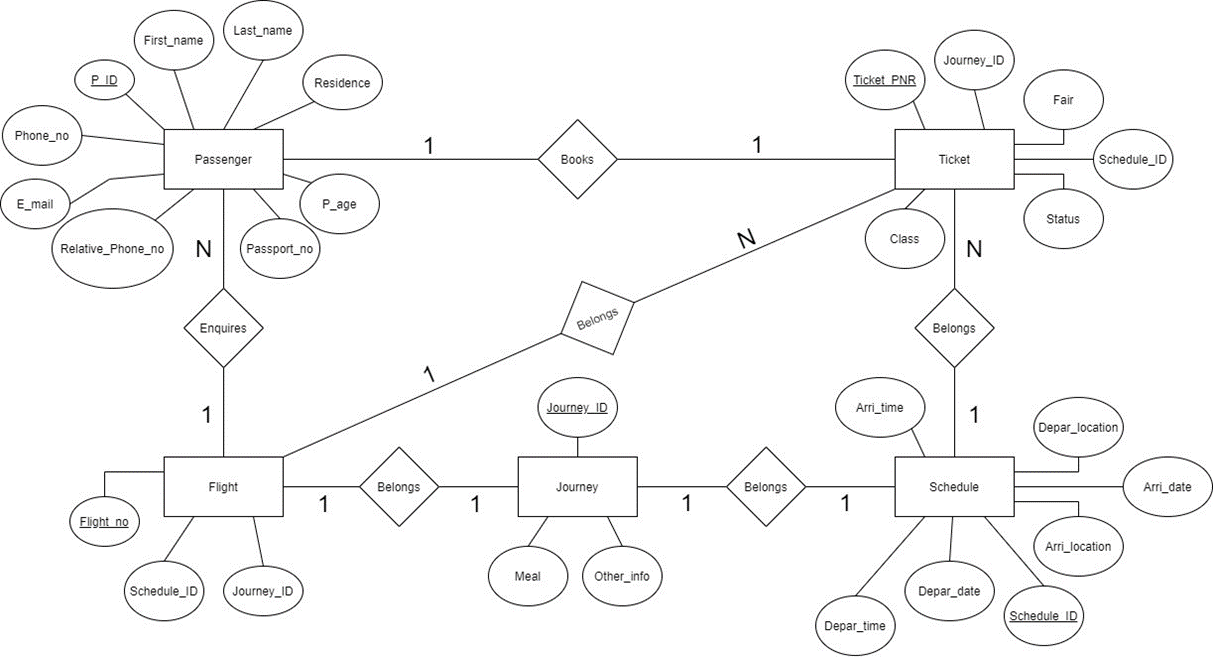 Last_name
First_name
P_ID
Residence
Ticket_PNR
Journey_ID
Fair
Phone_no
Passenger
1
Books
1
Ticket
Schedule_ID
E_mail
P_age
Status
Relative_Phone_no
N
Passport_no
Class
N
N
Enquires
Belongs
Belongs
1
1
1
Journey_ID
Arri_time
Depar_location
Flight
1
Belongs
1
Journey
1
Belongs
1
Schedule
Arri_date
Flight_no
Arri_location
Schedule_ID
Journey_ID
Meal
Other_info
Depar_time
Depar_date
Schedule_ID